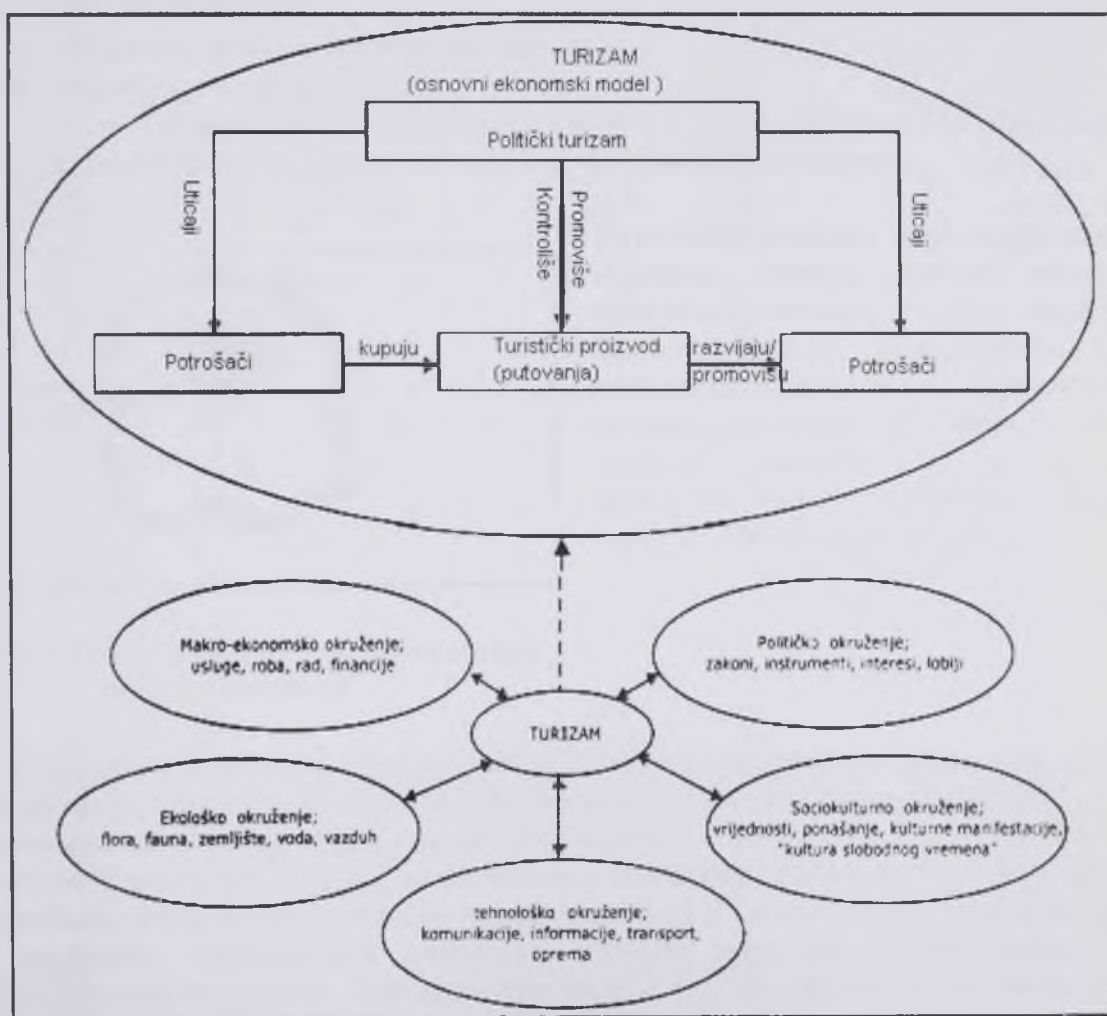 TURIZAM
(osnovni ekonomski model )
Politički turizam
Uticaji
Kontroliše
Promoviše
Uticaji
Potrošači
kupuju
Turistički proizvod
(putovanja)
razvijaju/
promovišu
Potrošači
Makro-ekonomsko okruženje;
usluge, roba, rad, financije
Političko okruženje;
zakoni, instrumenti, interesi, lobiji
TURIZAM
Ekološko okruženje;
flora, fauna, zemljište, voda, vazduh
Sociokulturno okruženje;
vrijednosti, ponašanje, kulturne manifestacije,
"kultura slobodnog vremena"
tehnološko okruženje;
komunikacije, informacije, transport,
oprema